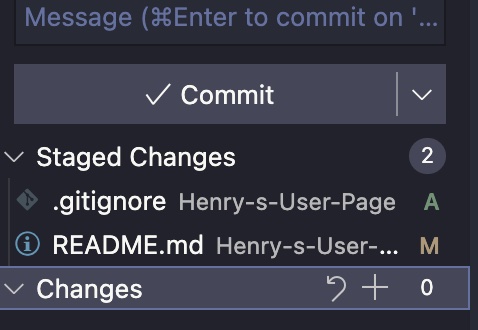 Message (⌘Enter to commit on '...
Commit
Staged Changes 2
.gitignore Henry-s-User-Page A
README.md Henry-s-User-... M
Changes 0